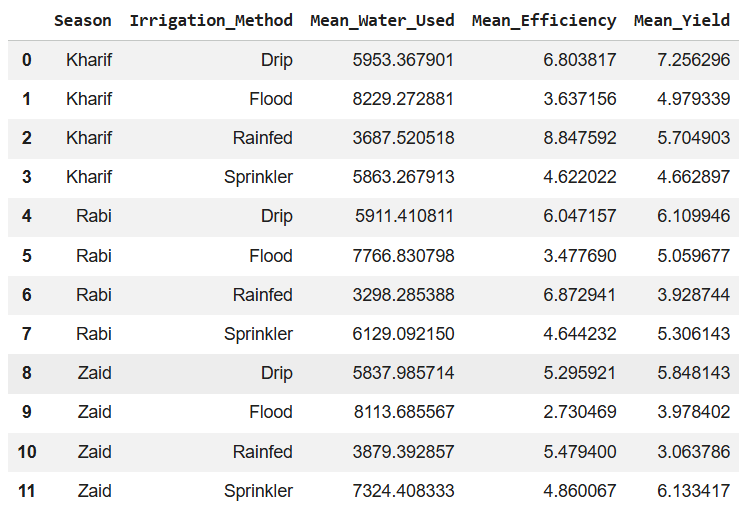 Season Irrigation_Method Mean_Water_Used Mean_Efficiency Mean_Yield
0 Kharif Drip 5953.367901 6.803817 7.256296
1 Kharif Flood 8229.272881 3.637156 4.979339
2 Kharif Rainfed 3687.520518 8.847592 5.704903
3 Kharif Sprinkler 5863.267913 4.622022 4.662897
4 Rabi Drip 5911.410811 6.047157 6.109946
5 Rabi Flood 7766.830798 3.477690 5.059677
6 Rabi Rainfed 3298.285388 6.872941 3.928744
7 Rabi Sprinkler 6129.092150 4.644232 5.306143
8 Zaid Drip 5837.985714 5.295921 5.848143
9 Zaid Flood 8113.685567 2.730469 3.978402
10 Zaid Rainfed 3879.392857 5.479400 3.063786
11 Zaid Sprinkler 7324.408333 4.860067 6.133417